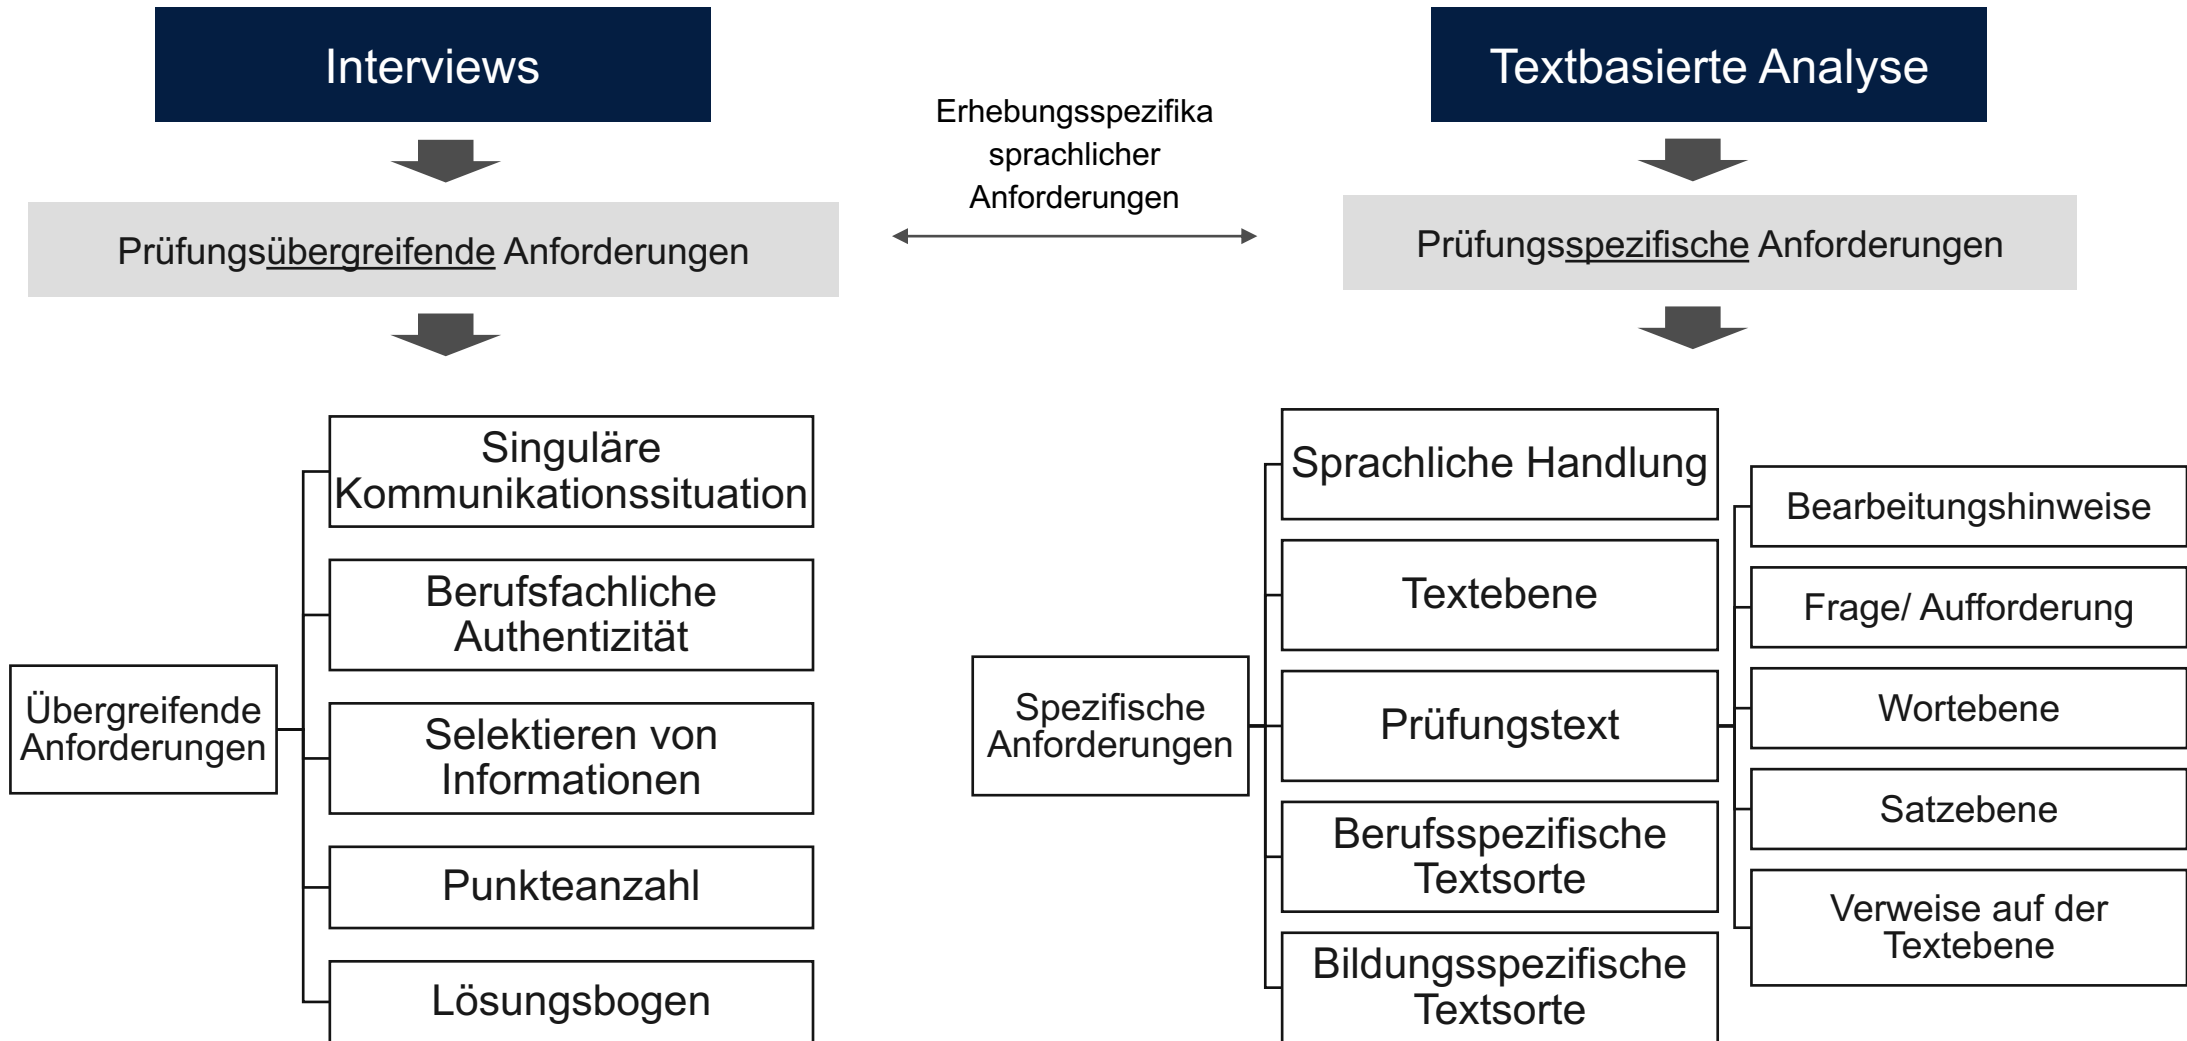 Interviews
Prüfungsübergreifende Anforderungen
Erhebungsspezifika
sprachlicher
Anforderungen
Textbasierte Analyse
Prüfungsspezifische Anforderungen
Übergreifende
Anforderungen
Singuläre
Kommunikationssituation
Berufsfachliche
Authentizität
Selektieren von
Informationen
Punkteanzahl
Lösungsbogen
Spezifische
Anforderungen
Sprachliche Handlung
Textebene
Prüfungstext
Berufsspezifische
Textsorte
Bildungsspezifische
Textsorte
Bearbeitungshinweise
Frage/ Aufforderung
Wortebene
Satzebene
Verweise auf der
Textebene